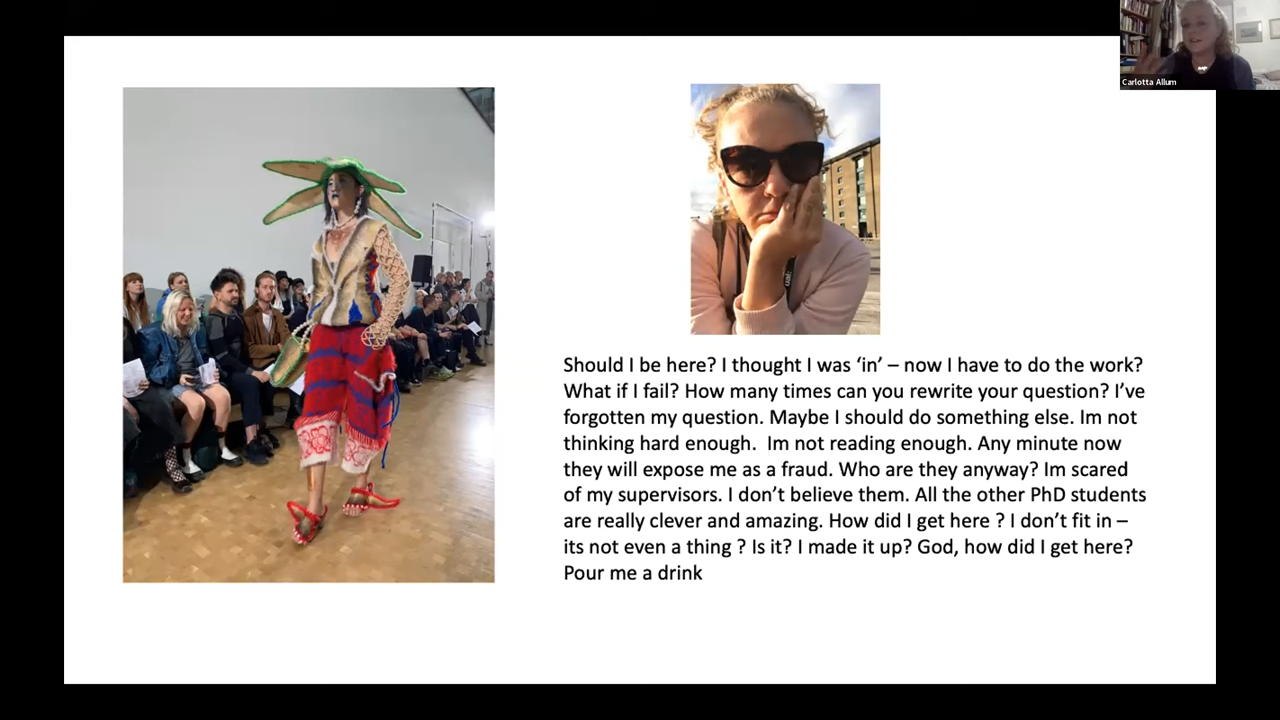 Carlotta Allum
Should I be here? I thought I was ‘in’ – now I have to do the work?
What if I fail? How many times can you rewrite your question? I’ve
forgotten my question. Maybe I should do something else. Im not
thinking hard enough.  Im not reading enough. Any minute now
they will expose me as a fraud. Who are they anyway? Im scared
of my supervisors. I don’t believe them. All the other PhD students
are really clever and amazing. How did I get here ? I don’t fit in –
its not even a thing ? Is it? I made it up? God, how did I get here?
Pour me a drink